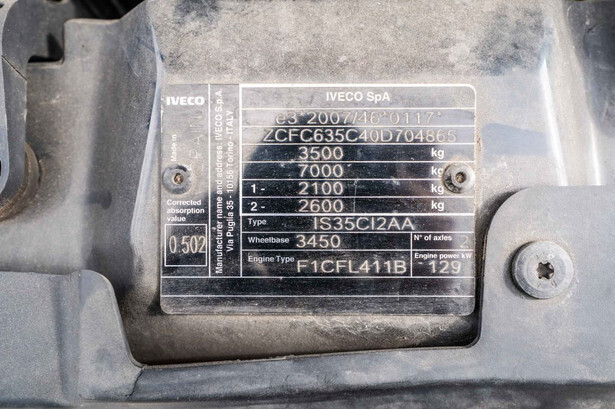 IVECO
Made in
Corrected
absorption
value
0.502
Manufacturer name and address: IVECO S.p.A.
Via Puglia 35 - 10156 Torino - ITALY
IVECO SpA
e3*2007/46*0117*
ZCFC635C40D704865
3500 kg
7000 kg
1 - 2100 kg
2 - 2600 kg
Type IS35CI2AA
Wheelbase 3450 N° of axles 2
Engine Type F1CFL411B Engine power kW 129